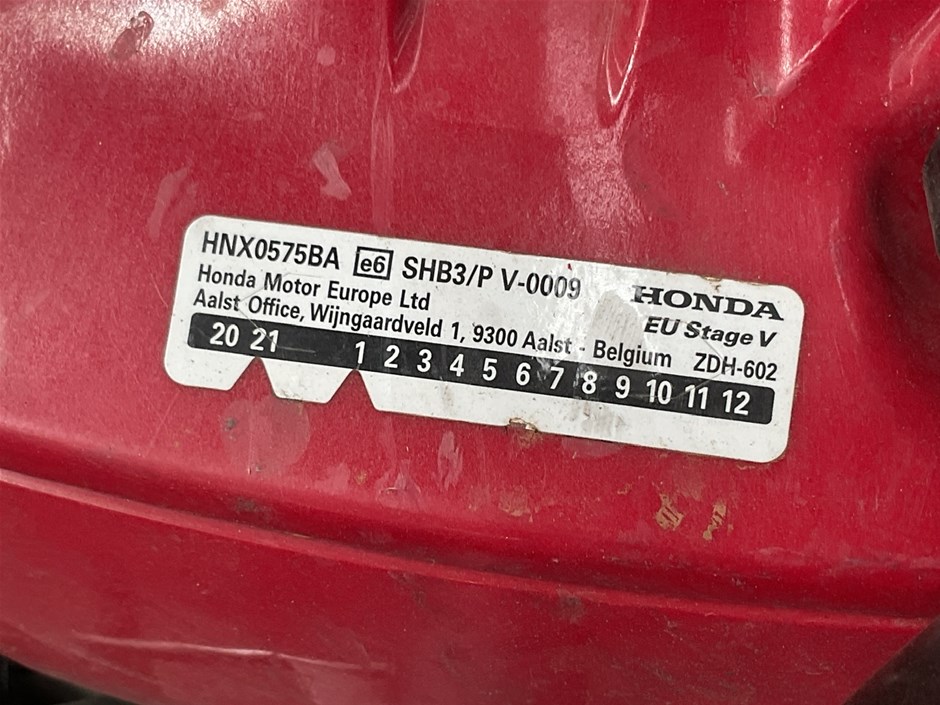 HNX0575BA e6 SHB3/P V-0009 HONDA
Honda Motor Europe Ltd EU Stage V
Aalst Office, Wijngaardveld 1, 9300 Aalst - Belgium ZDH-602
20 21 1 2 3 4 5 6 7 8 9 10 11 12